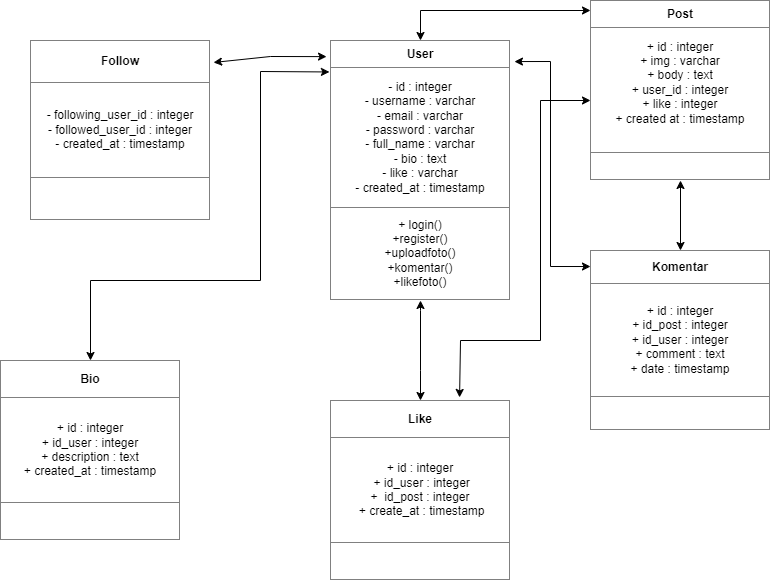 Follow
- following_user_id : integer
- followed_user_id : integer
- created_at : timestamp
User
- id : integer
- username : varchar
- email : varchar
- password : varchar
- full_name : varchar
- bio : text
- like : varchar
- created_at : timestamp
+ login()
+register()
+uploadfoto()
+komentar()
+likefoto()
Post
+ id : integer
+ img : varchar
+ body : text
+ user_id : integer
+ like : integer
+ created at : timestamp
Komentar
+ id : integer
+ id_post : integer
+ id_user : integer
+ comment : text
+ date : timestamp
Bio
+ id : integer
+ id_user : integer
+ description : text
+ created_at : timestamp
Like
+ id : integer
+ id_user : integer
+ id_post : integer
+ create_at : timestamp